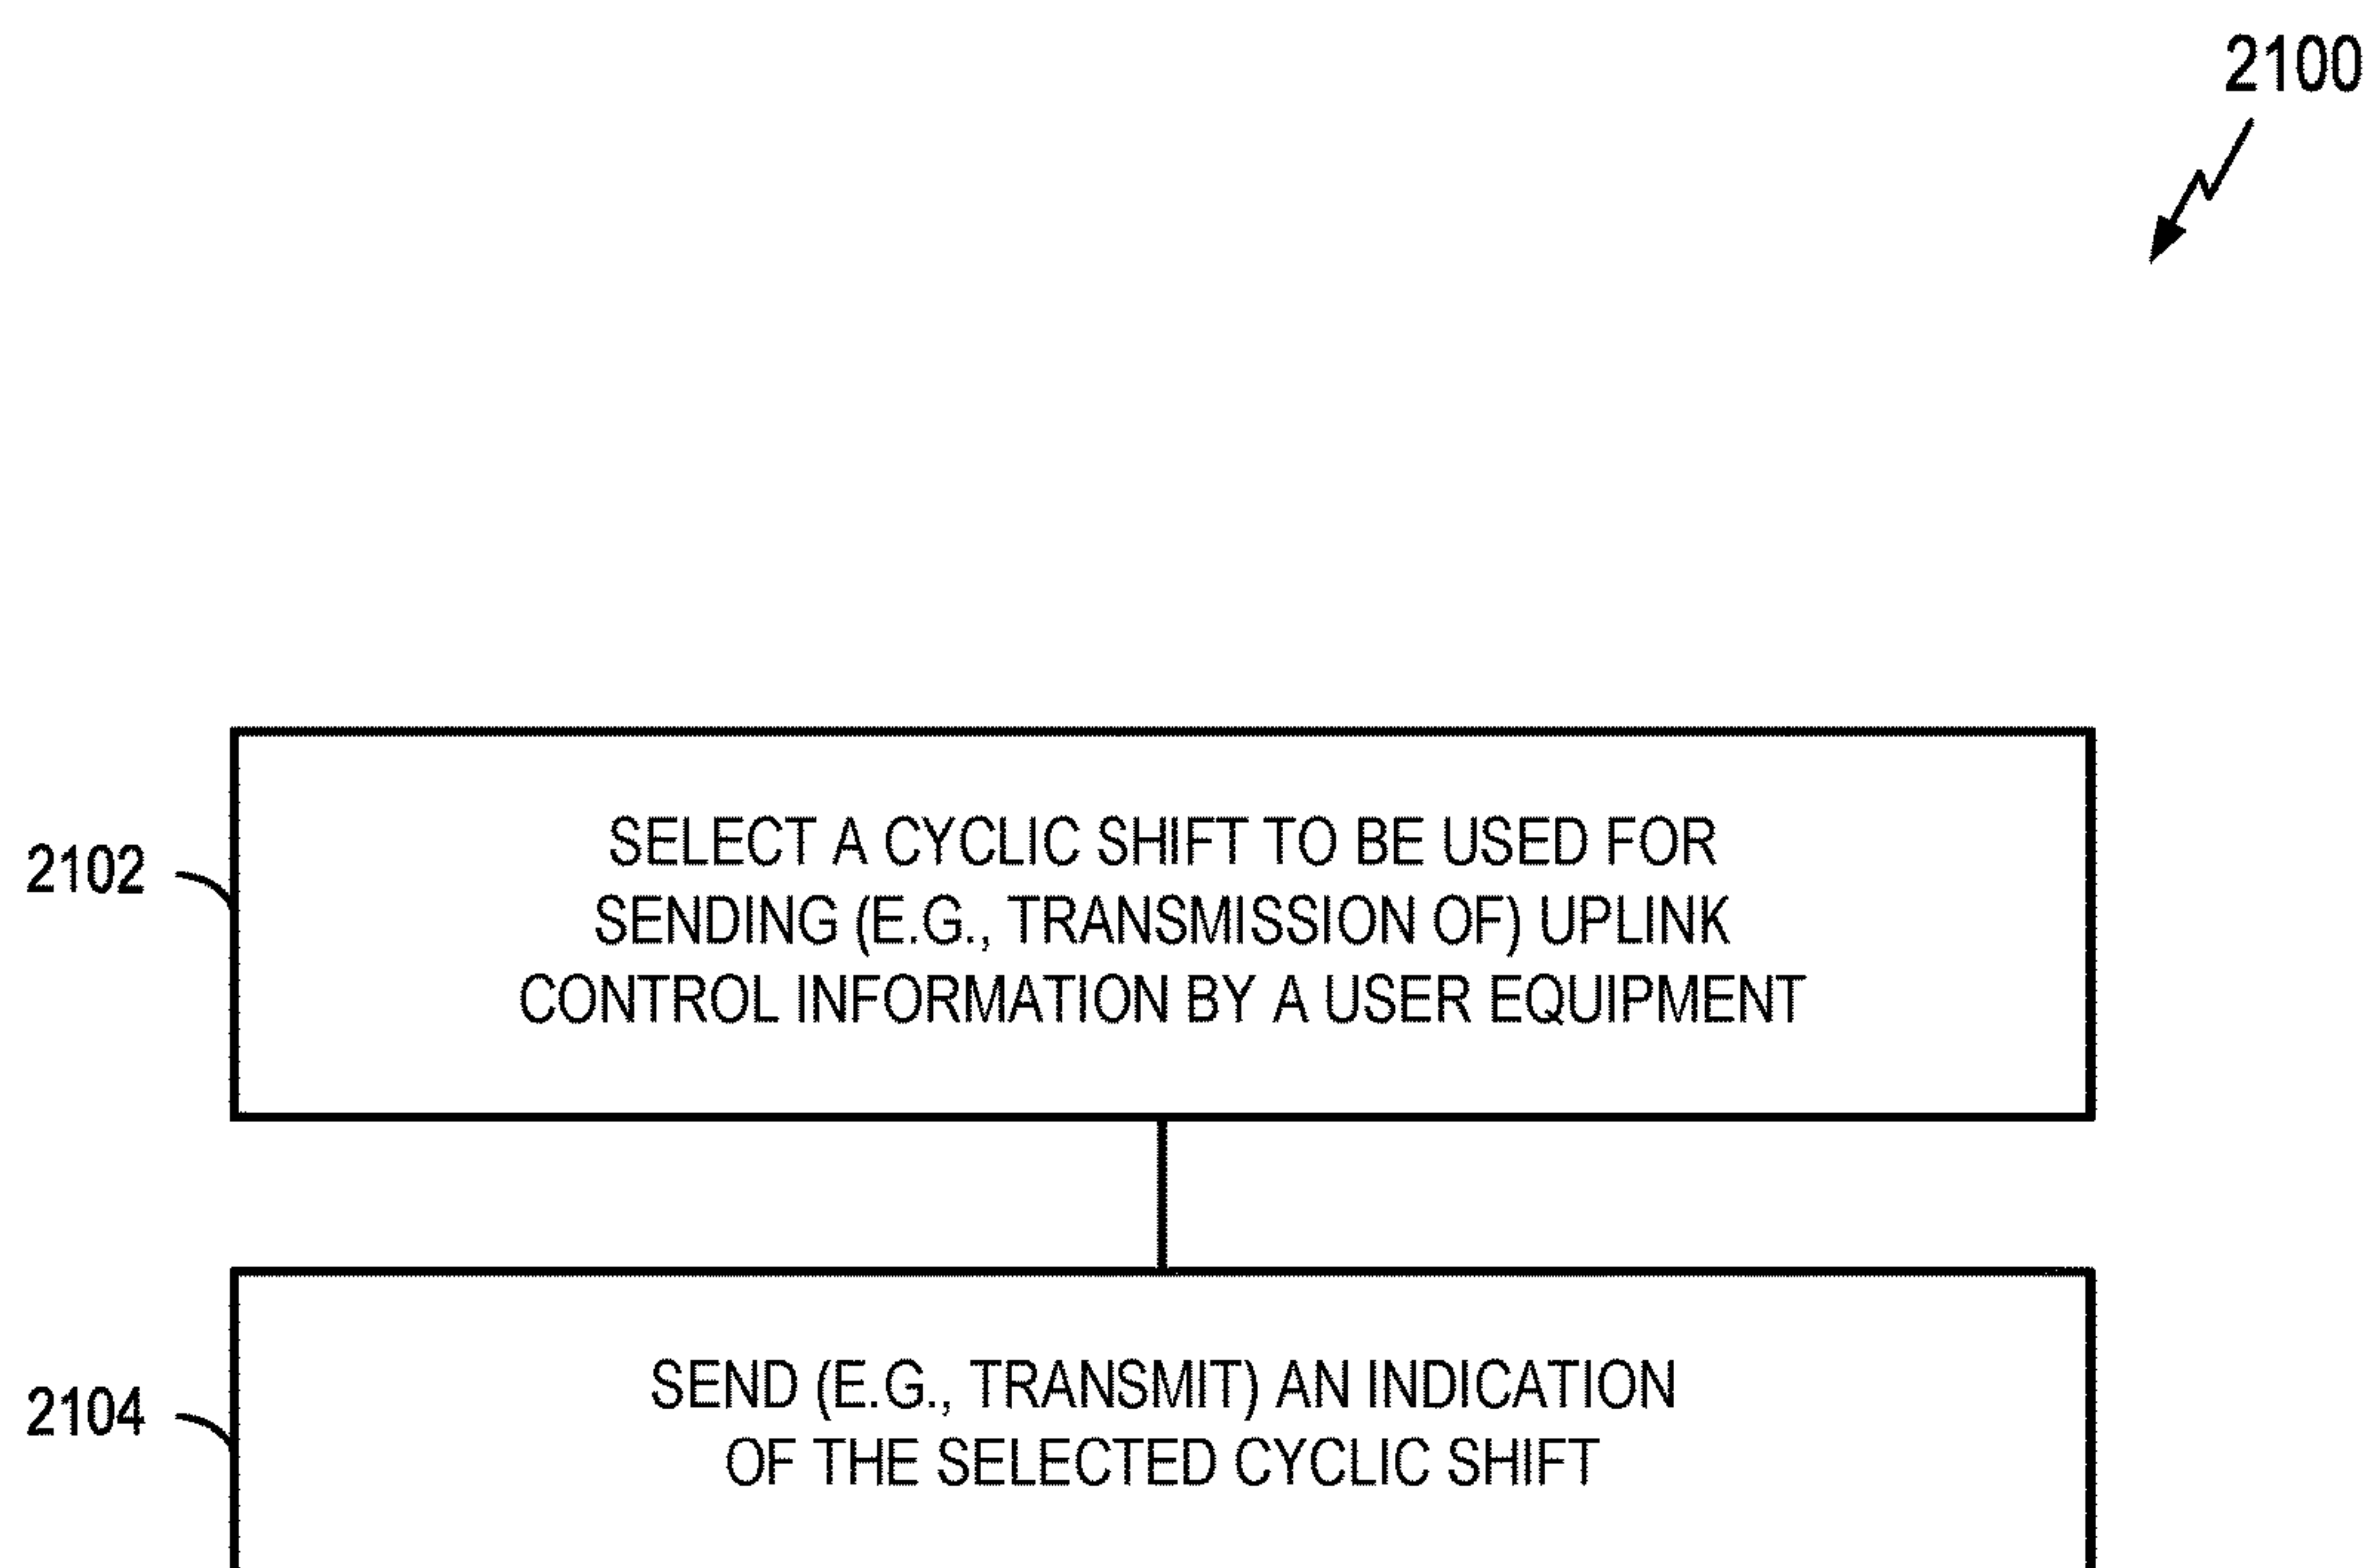 2100
2102
SELECT A CYCLIC SHIFT TO BE USED FOR
SENDING (E.G., TRANSMISSION OF) UPLINK
CONTROL INFORMATION BY A USER EQUIPMENT
2104
SEND (E.G., TRANSMIT) AN INDICATION
OF THE SELECTED CYCLIC SHIFT